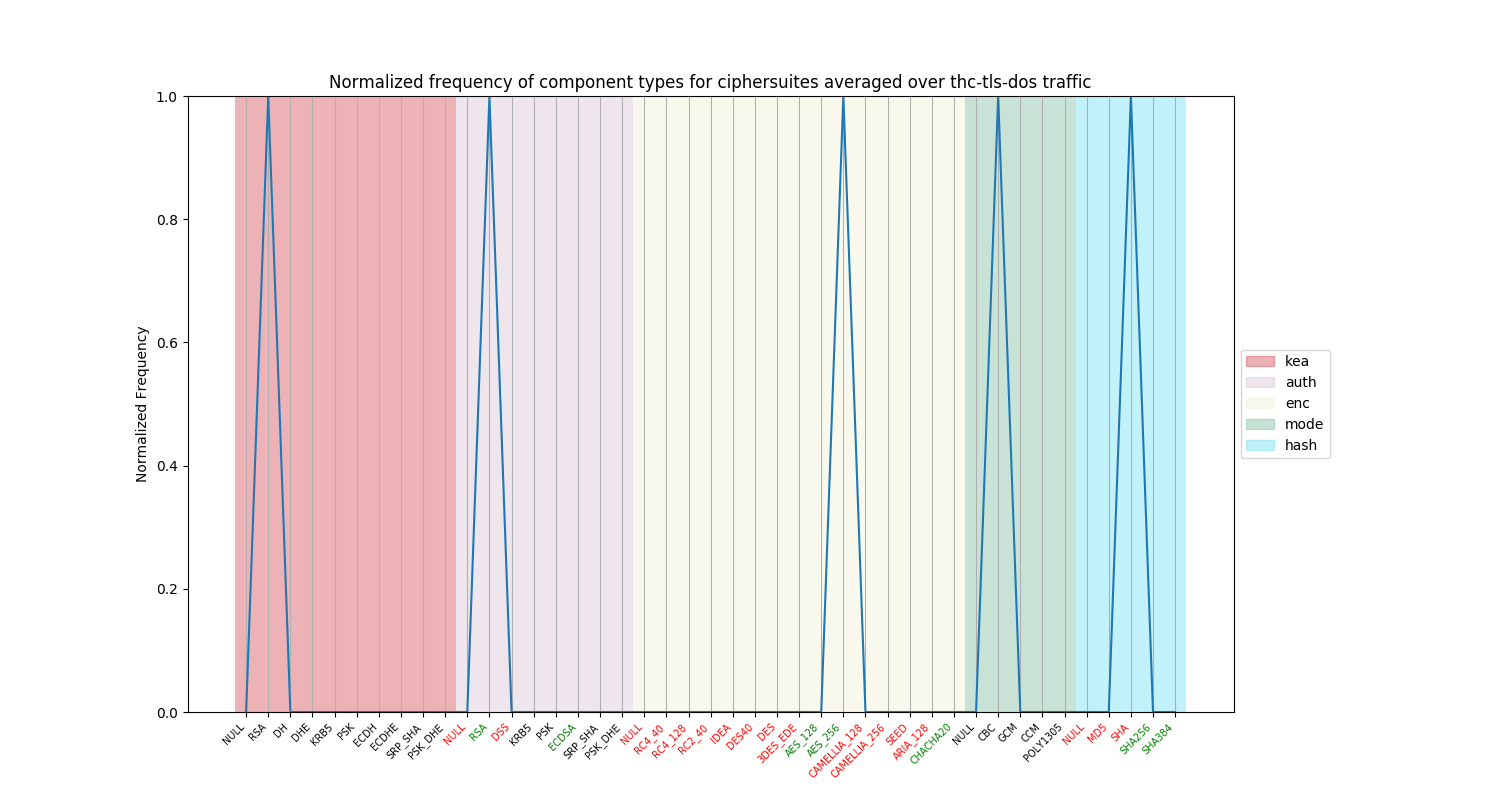 Normalized frequency of component types for ciphersuites averaged over thc-tls-dos traffic
1.0
0.8
0.6
0.4
0.2
0.0
Normalized Frequency
NULL
RSA
DH
DHE
KRB5
PSK
ECDH
ECDHE
SRP_SHA
PSK_DHE
NULL
RSA
DSS
KRB5
PSK
ECDSA
SRP_SHA
PSK_DHE
NULL
RC4_40
RC4_128
RC2_40
IDEA
DES40
DES
3DES_EDE
AES_128
AES_256
CAMELLIA_128
CAMELLIA_256
SEED
ARIA_128
CHACHA20
NULL
CBC
GCM
CCM
POLY1305
NULL
MD5
SHA
SHA256
SHA384
kea
auth
enc
mode
hash